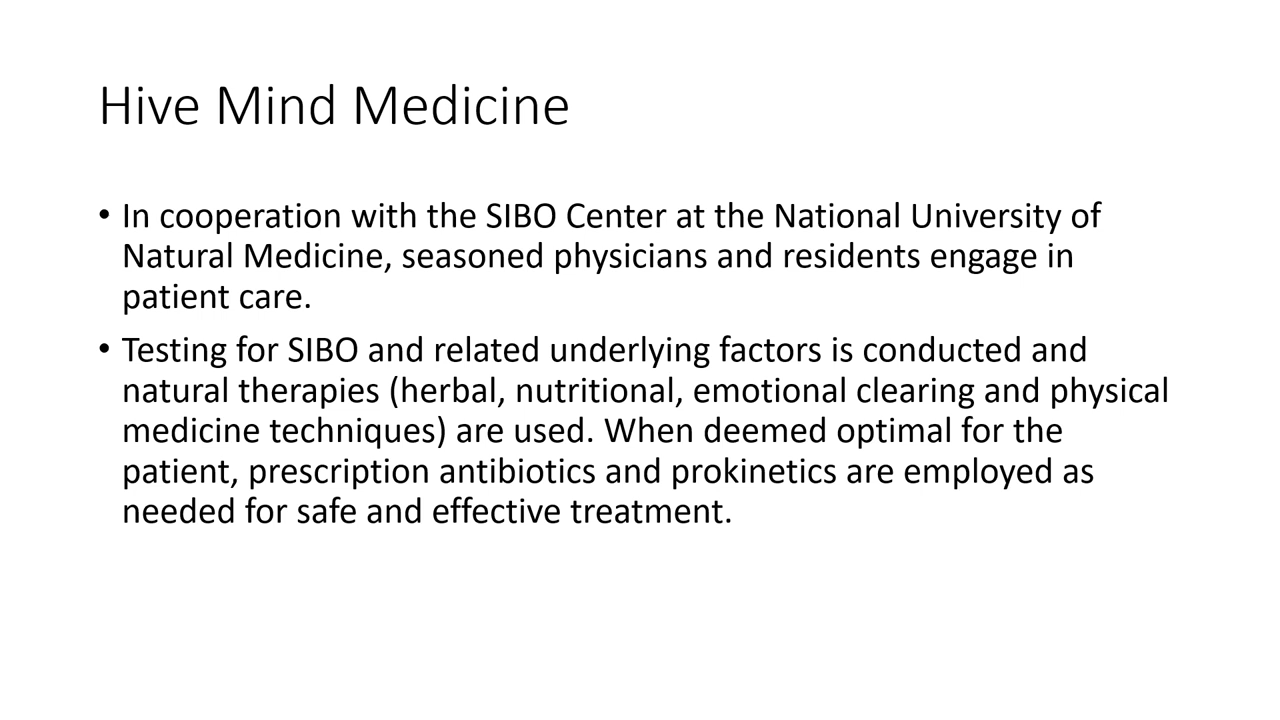 Hive Mind Medicine
• In cooperation with the SIBO Center at the National University of
Natural Medicine, seasoned physicians and residents engage in
patient care.
• Testing for SIBO and related underlying factors is conducted and
natural therapies (herbal, nutritional, emotional clearing and physical
medicine techniques) are used. When deemed optimal for the
patient, prescription antibiotics and prokinetics are employed as
needed for safe and effective treatment.